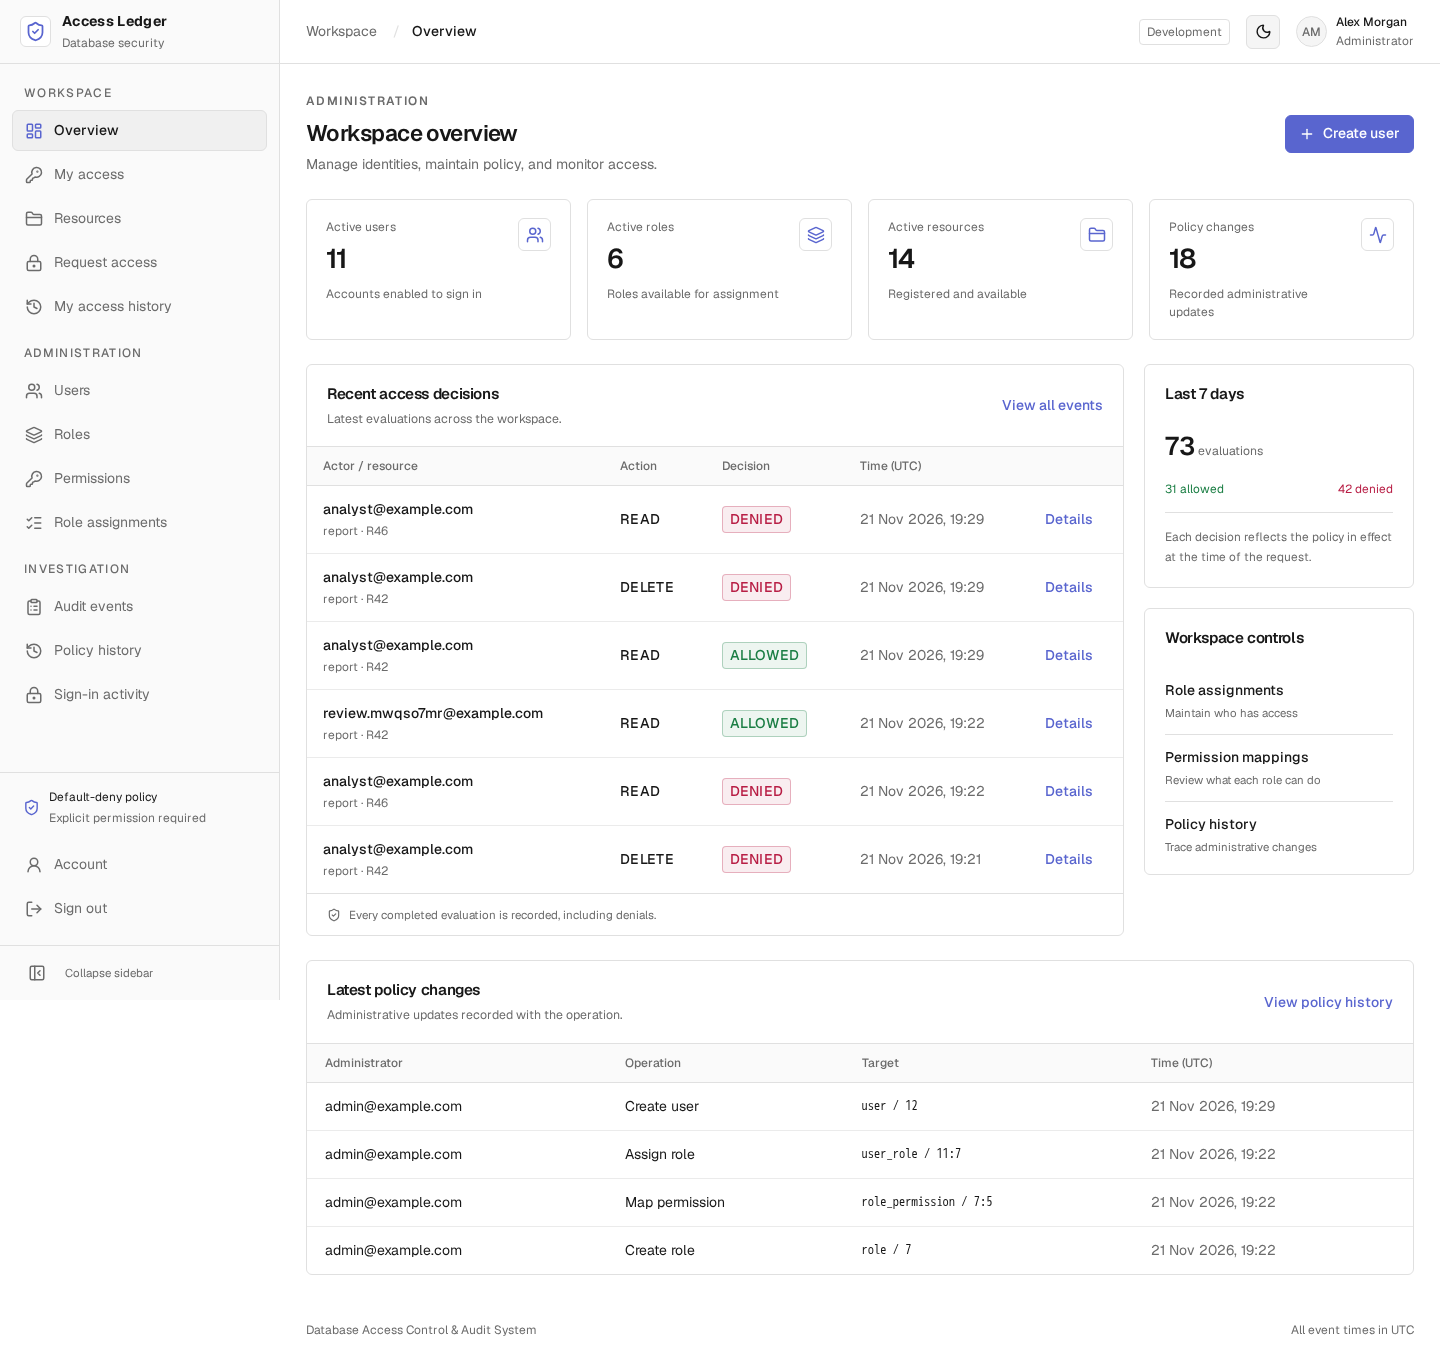 Access Ledger
Database security
WORKSPACE
Overview
My access
Resources
Request access
My access history
ADMINISTRATION
Users
Roles
Permissions
Role assignments
INVESTIGATION
Audit events
Policy history
Sign-in activity
Default-deny policy
Explicit permission required
Account
Sign out
Collapse sidebar
Workspace / Overview
Development
AM
Alex Morgan
Administrator
ADMINISTRATION
Workspace overview
Manage identities, maintain policy, and monitor access.
Create user
Active users
11
Accounts enabled to sign in
Active roles
6
Roles available for assignment
Active resources
14
Registered and available
Policy changes
18
Recorded administrative
updates
Recent access decisions
Latest evaluations across the workspace.
View all events
Actor / resource Action Decision Time (UTC)
analyst@example.com READ DENIED 21 Nov 2026, 19:29 Details
report · R46
analyst@example.com DELETE DENIED 21 Nov 2026, 19:29 Details
report · R42
analyst@example.com READ ALLOWED 21 Nov 2026, 19:29 Details
report · R42
review.mwqso7mr@example.com READ ALLOWED 21 Nov 2026, 19:22 Details
report · R42
analyst@example.com READ DENIED 21 Nov 2026, 19:22 Details
report · R46
analyst@example.com DELETE DENIED 21 Nov 2026, 19:21 Details
report · R42
Every completed evaluation is recorded, including denials.
Last 7 days
73 evaluations
31 allowed 42 denied
Each decision reflects the policy in effect
at the time of the request.
Workspace controls
Role assignments
Maintain who has access
Permission mappings
Review what each role can do
Policy history
Trace administrative changes
Latest policy changes
Administrative updates recorded with the operation.
View policy history
Administrator Operation Target Time (UTC)
admin@example.com Create user user / 12 21 Nov 2026, 19:29
admin@example.com Assign role user_role / 11:7 21 Nov 2026, 19:22
admin@example.com Map permission role_permission / 7:5 21 Nov 2026, 19:22
admin@example.com Create role role / 7 21 Nov 2026, 19:22
Database Access Control & Audit System
All event times in UTC